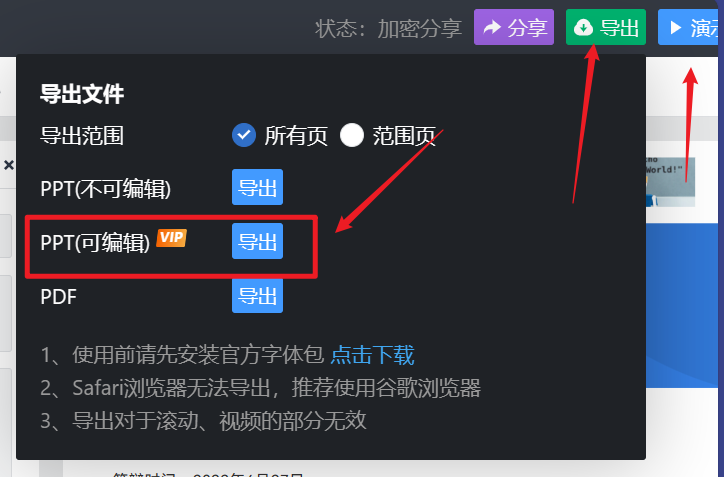 状态：加密分享 分享 导出 演示
导出文件
导出范围 所有页 范围页
PPT(不可编辑) 导出
World!"
PPT(可编辑) VIP 导出
PDF 导出
1、使用前请先安装官方字体包 点击下载
2、Safari浏览器无法导出，推荐使用谷歌浏览器
3、导出对于滚动、视频的部分无效